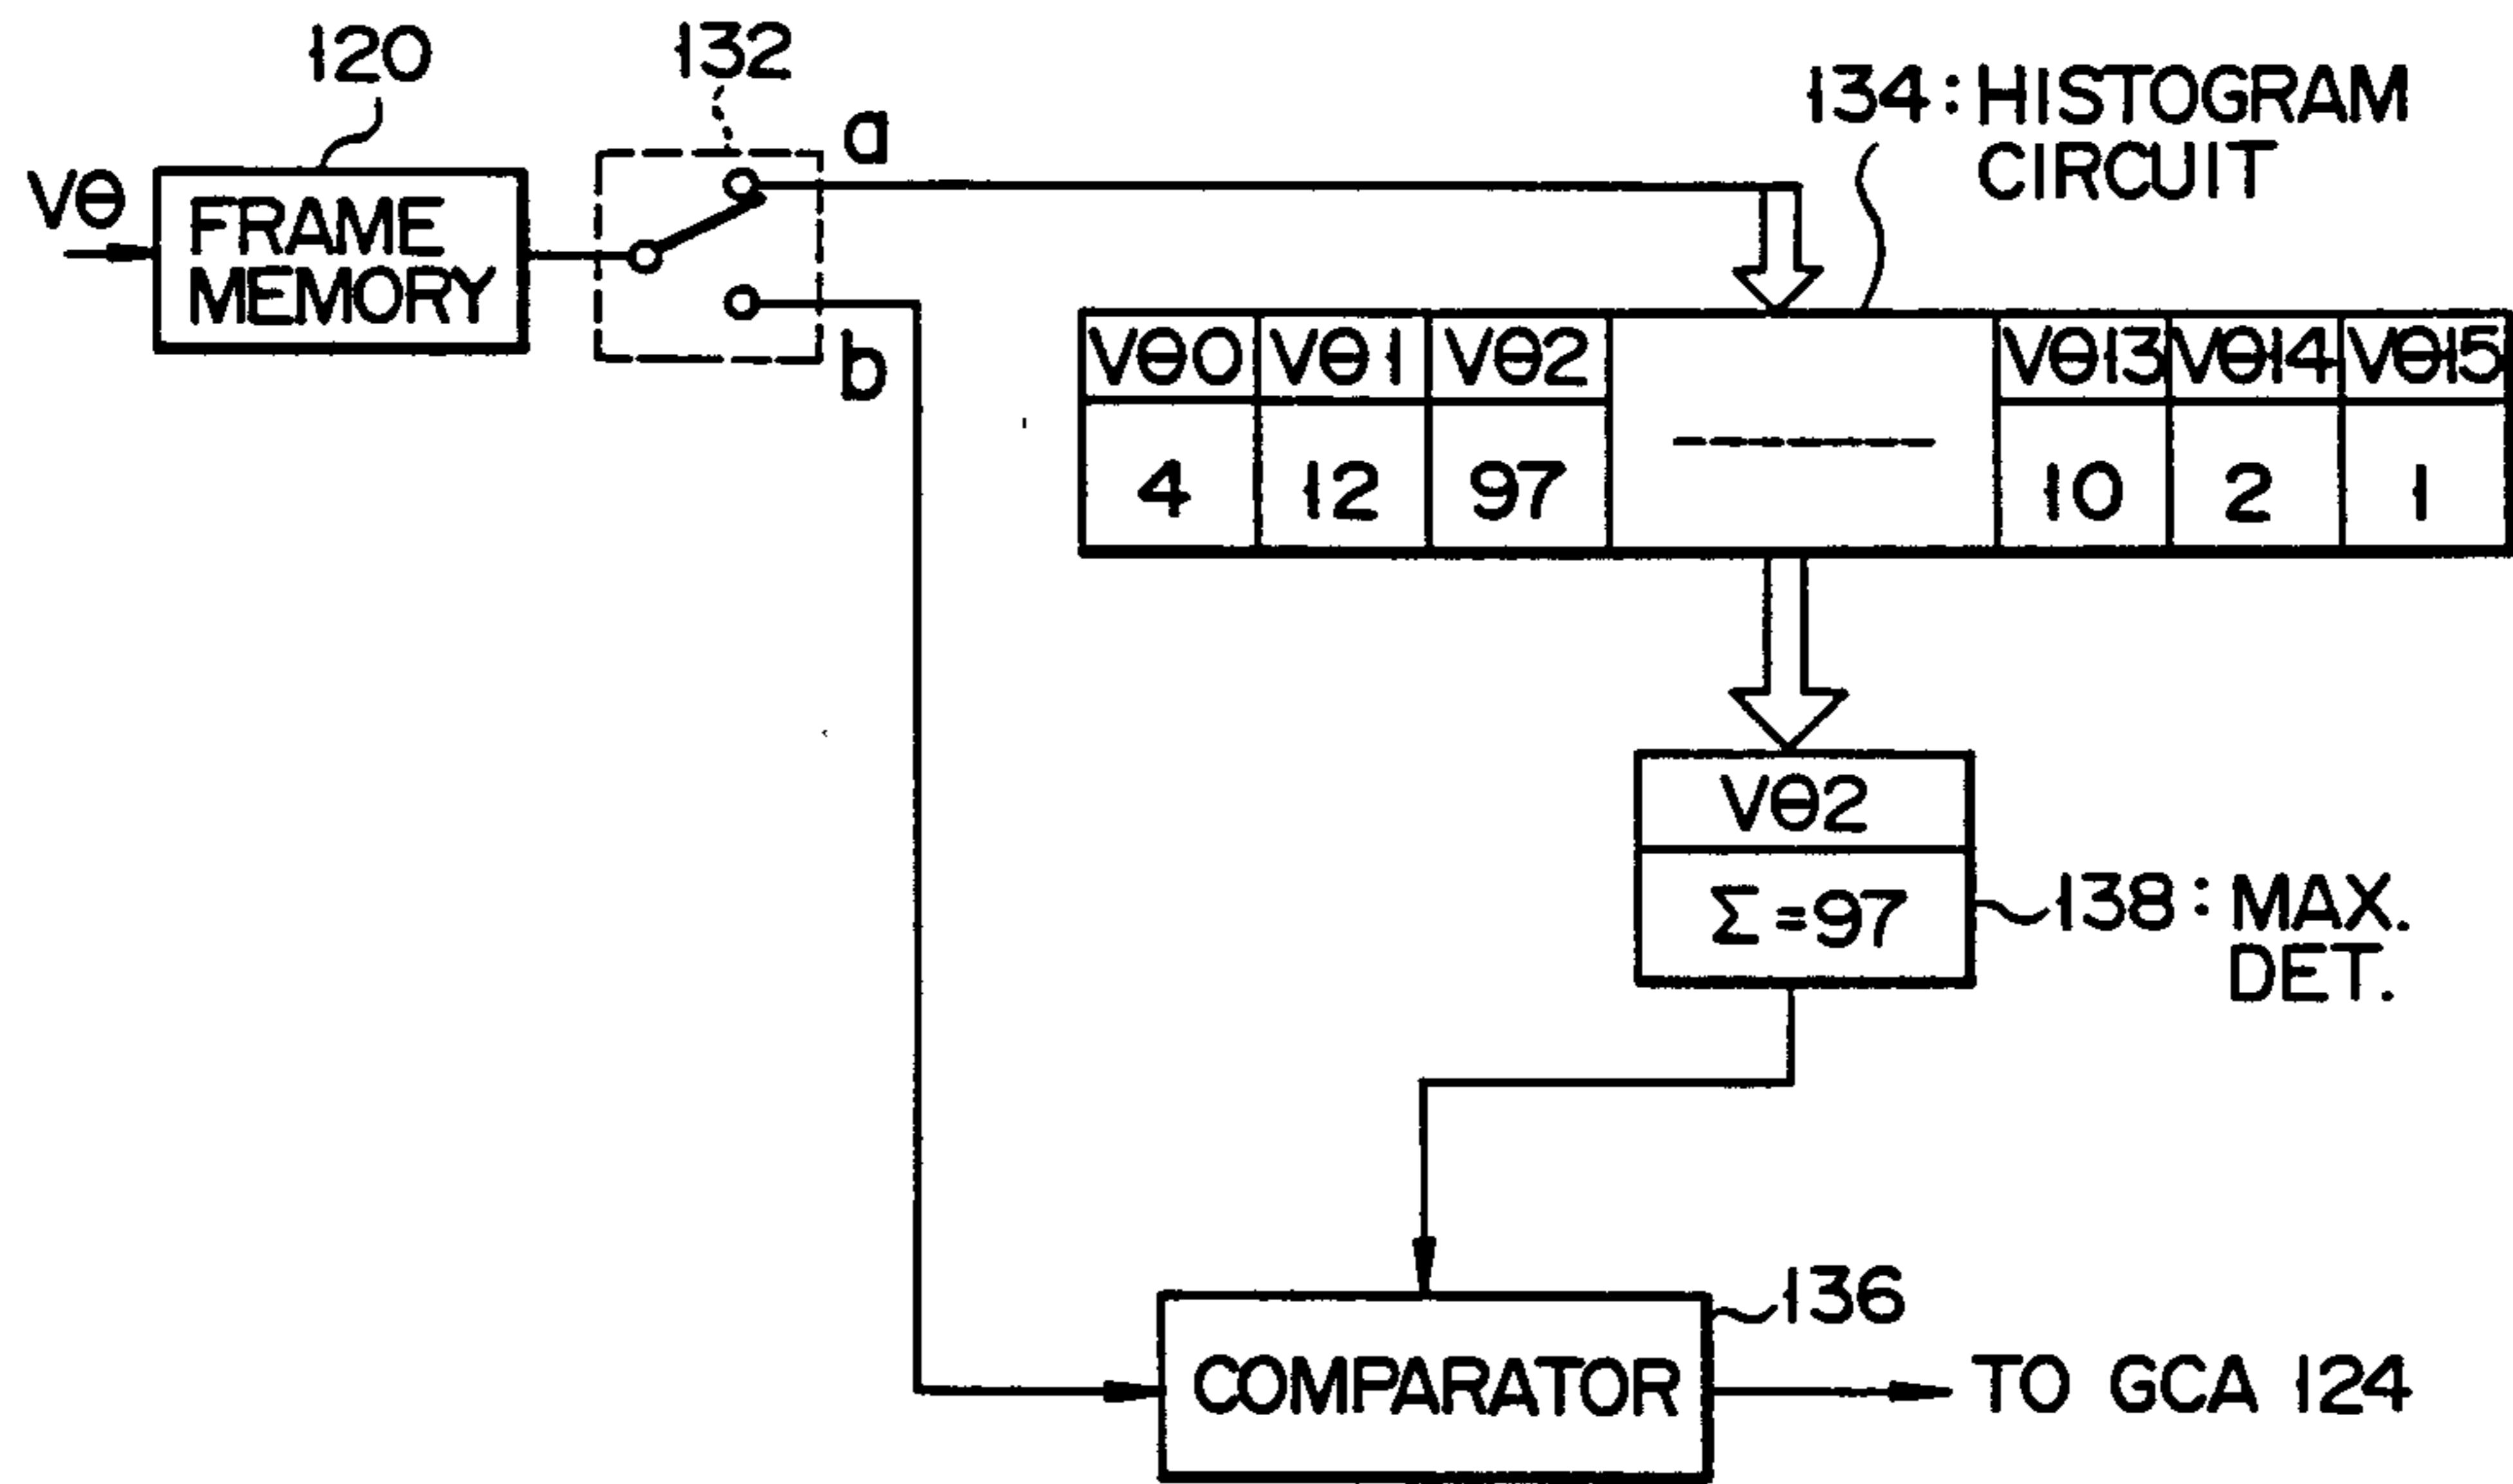 120
132
134: HISTOGRAM
CIRCUIT
Vθ
FRAME
MEMORY
a
b
Vθ0 Vθ1 Vθ2 Vθ13 Vθ14 Vθ15
4 12 97 10 2 1
Vθ2
Σ=97
138: MAX.
DET.
136
COMPARATOR
TO GCA 124